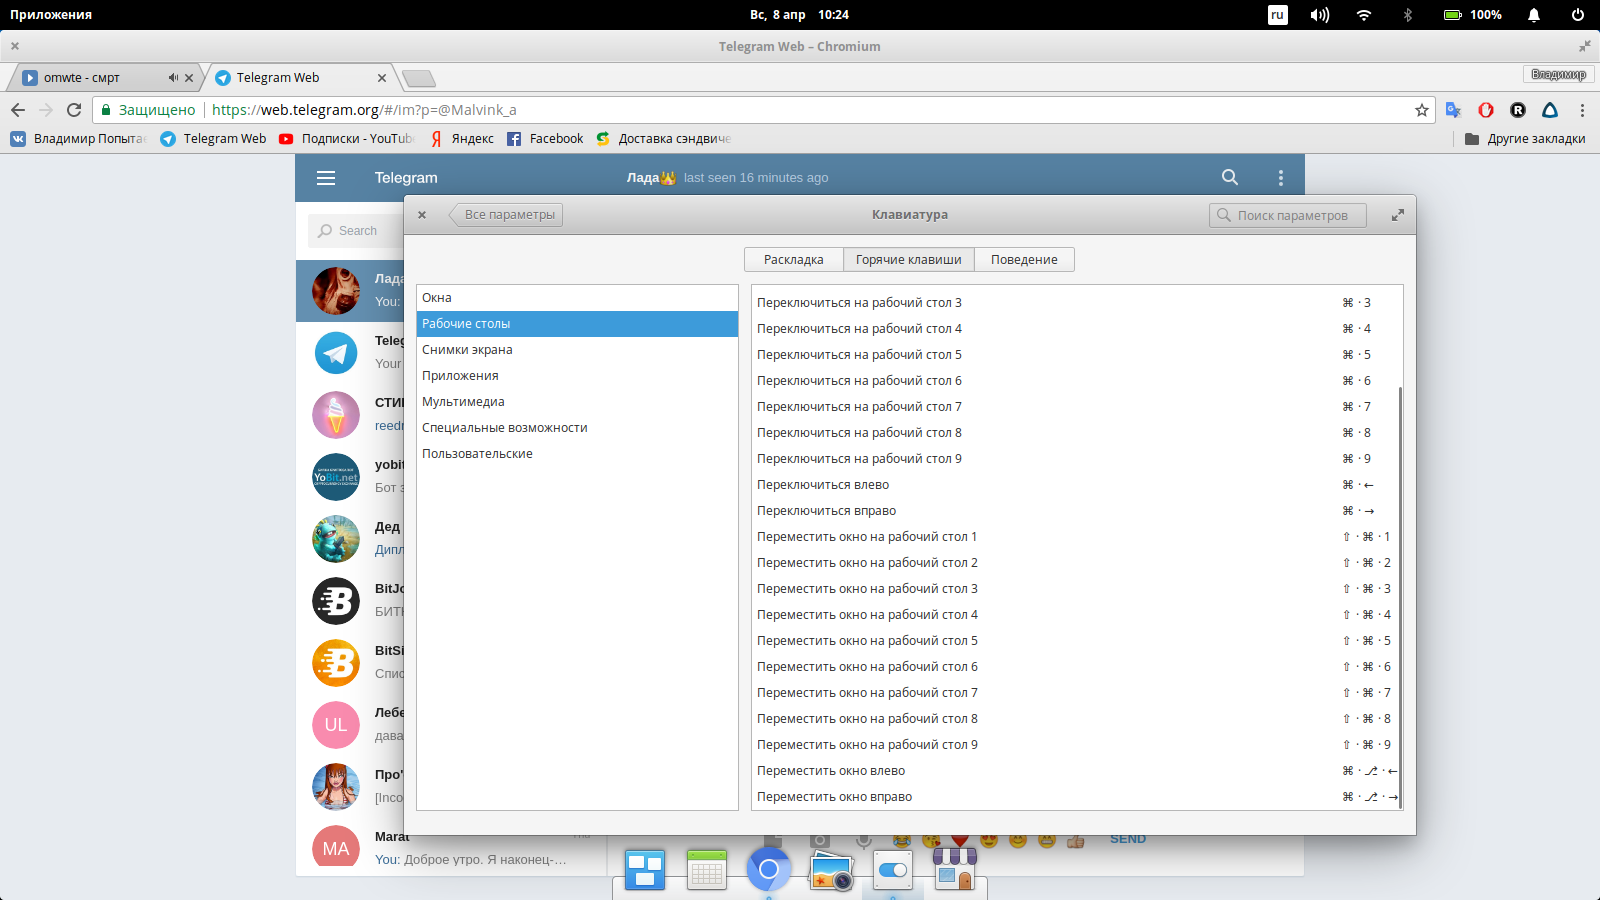 Приложения
Вс, 8 апр 10:24
ru
100%
Telegram Web – Chromium
omwte - смрт
Telegram Web
Владимир
Защищено
https://web.telegram.org/#/im?p=@Malvink_a
Владимир Попыта
Telegram Web
Подписки - YouTube
Яндекс
Facebook
Доставка сэндвиче
Другие закладки
Telegram
Лада
last seen 16 minutes ago
Search
Все параметры
Клавиатура
Поиск параметров
Раскладка
Горячие клавиши
Поведение
Окна
Рабочие столы
Снимки экрана
Приложения
Мультимедиа
Специальные возможности
Пользовательские
Переключиться на рабочий стол 3 ⌘ · 3
Переключиться на рабочий стол 4 ⌘ · 4
Переключиться на рабочий стол 5 ⌘ · 5
Переключиться на рабочий стол 6 ⌘ · 6
Переключиться на рабочий стол 7 ⌘ · 7
Переключиться на рабочий стол 8 ⌘ · 8
Переключиться на рабочий стол 9 ⌘ · 9
Переключиться влево ⌘ · ←
Переключиться вправо ⌘ · →
Переместить окно на рабочий стол 1 ⇧ · ⌘ · 1
Переместить окно на рабочий стол 2 ⇧ · ⌘ · 2
Переместить окно на рабочий стол 3 ⇧ · ⌘ · 3
Переместить окно на рабочий стол 4 ⇧ · ⌘ · 4
Переместить окно на рабочий стол 5 ⇧ · ⌘ · 5
Переместить окно на рабочий стол 6 ⇧ · ⌘ · 6
Переместить окно на рабочий стол 7 ⇧ · ⌘ · 7
Переместить окно на рабочий стол 8 ⇧ · ⌘ · 8
Переместить окно на рабочий стол 9 ⇧ · ⌘ · 9
Переместить окно влево ⌘ · ⎇ · ←
Переместить окно вправо ⌘ · ⎇ · →
Лада
You:
Teleg
Your
СТИ
reedr
yobit
YoBit.net
Бот з
Дед
Дипл
BitJo
БИТК
BitSi
Спис
UL
Лебе
дава
Про
[Inco
MA
Marat
You: Доброе утро. Я наконец-...
SEND